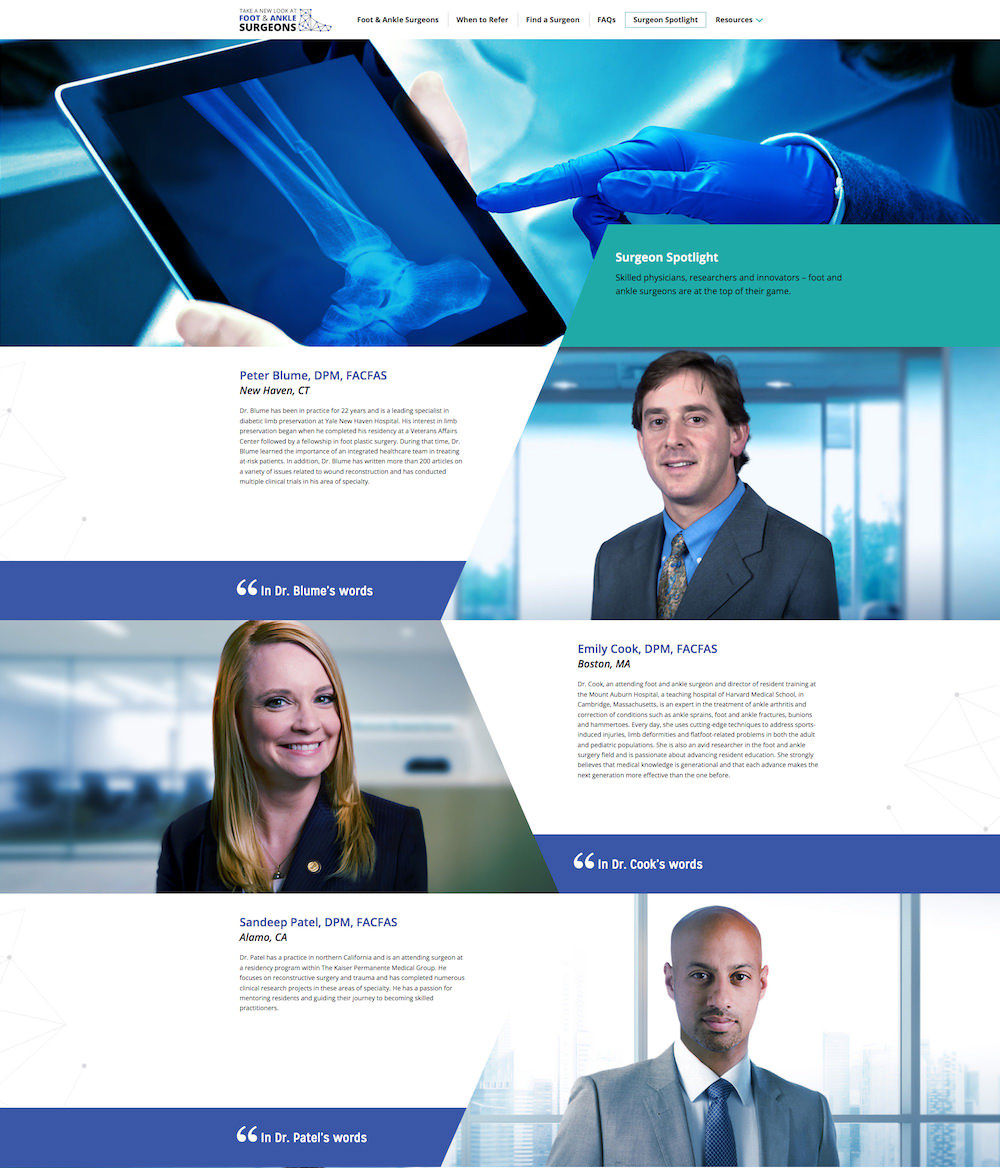 TAKE A NEW LOOK AT
FOOT & ANKLE
SURGEONS
Foot & Ankle Surgeons
When to Refer
Find a Surgeon
FAQs
Surgeon Spotlight
Resources
Surgeon Spotlight
Skilled physicians, researchers and innovators – foot and
ankle surgeons are at the top of their game.
Peter Blume, DPM, FACFAS
New Haven, CT
Dr. Blume has been in practice for 22 years and is a leading specialist in
diabetic limb preservation at Yale New Haven Hospital. His interest in limb
preservation began when he completed his residency at a Veterans Affairs
Center followed by a fellowship in foot plastic surgery. During that time, Dr.
Blume learned the importance of an integrated healthcare team in treating
at-risk patients. In addition, Dr. Blume has written more than 200 articles on
a variety of issues related to wound reconstruction and has conducted
multiple clinical trials in his area of specialty.
“ In Dr. Blume's words
Emily Cook, DPM, FACFAS
Boston, MA
Dr. Cook, an attending foot and ankle surgeon and director of resident training at
the Mount Auburn Hospital, a teaching hospital of Harvard Medical School, in
Cambridge, Massachusetts, is an expert in the treatment of ankle arthritis and
correction of conditions such as ankle sprains, foot and ankle fractures, bunions
and hammertoes. Every day, she uses cutting-edge techniques to address sports-
induced injuries, limb deformities and flatfoot-related problems in both the adult
and pediatric populations. She is also an avid researcher in the foot and ankle
surgery field and is passionate about advancing resident education. She strongly
believes that medical knowledge is generational and that each advance makes the
next generation more effective than the one before.
“ In Dr. Cook's words
Sandeep Patel, DPM, FACFAS
Alamo, CA
Dr. Patel has a practice in northern California and is an attending surgeon at
a residency program within The Kaiser Permanente Medical Group. He
focuses on reconstructive surgery and trauma and has completed numerous
clinical research projects in these areas of specialty. He has a passion for
mentoring residents and guiding their journey to becoming skilled
practitioners.
“ In Dr. Patel's words